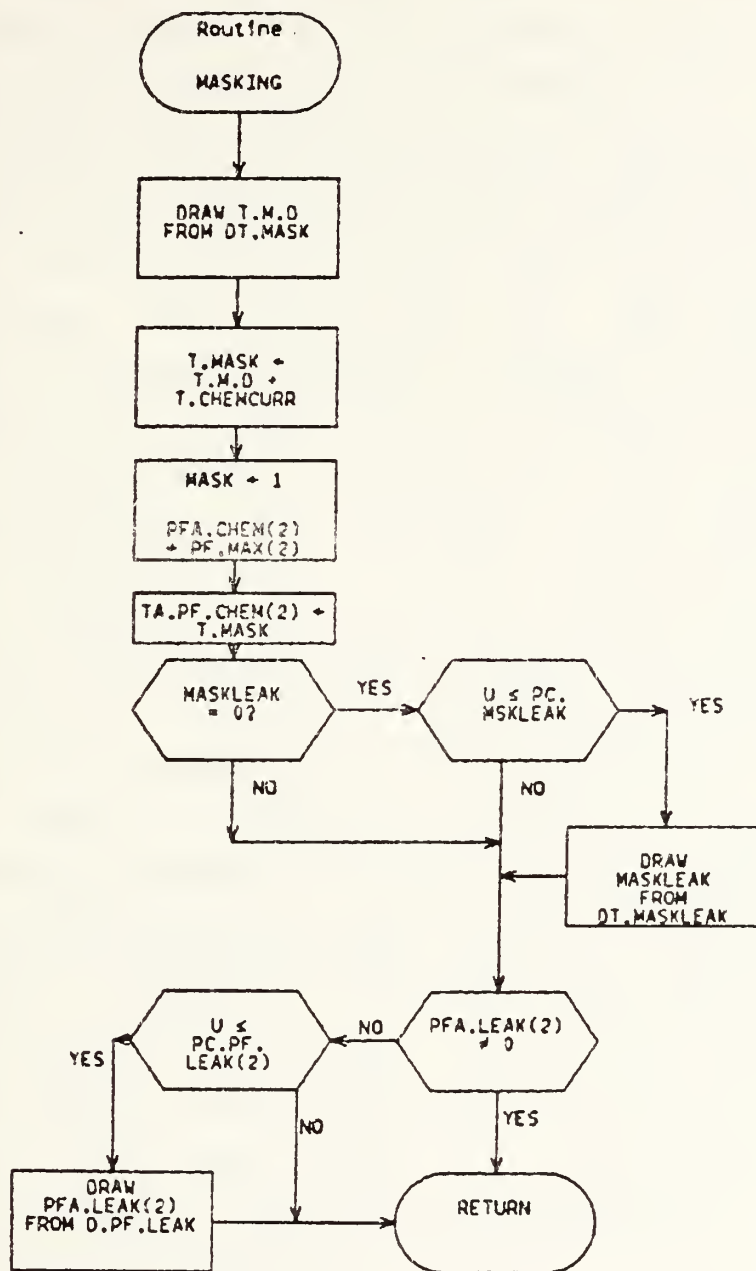 Routine
MASKING
DRAW T.M.D
FROM DT.MASK
T.MASK ←
T.M.D +
T.CHEMCURR
MASK ← 1
PFA.CHEM(2)
← PF.MAX(2)
TA.PF.CHEM(2) ←
T.MASK
MASKLEAK
= 0?
YES
U ≤ PC.
MSKLEAK
YES
NO
NO
DRAW
MASKLEAK
FROM
DT.MASKLEAK
U ≤
PC.PF.
LEAK(2)
NO
PFA.LEAK(2)
≠ 0
YES
NO
YES
DRAW
PFA.LEAK(2)
FROM D.PF.LEAK
RETURN